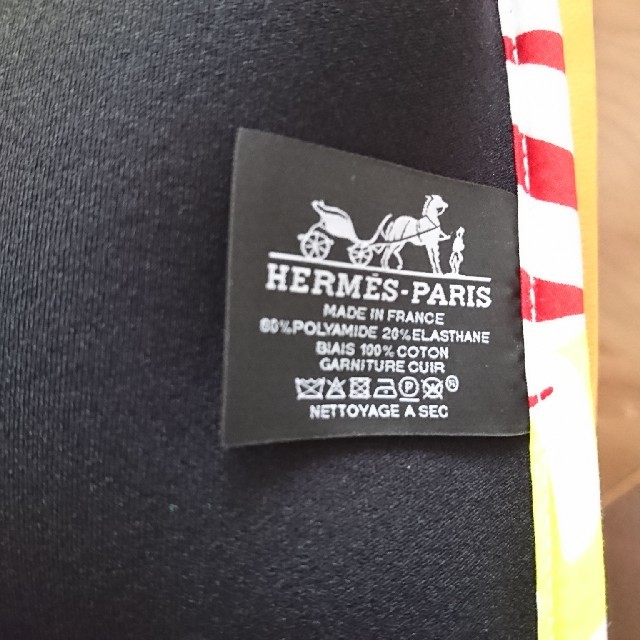 HERMÈS-PARIS
MADE IN FRANCE
80%POLYAMIDE 20%ELASTHANE
BIAIS 100% COTON
GARNITURE CUIR
P ®
NETTOYAGE A SEC